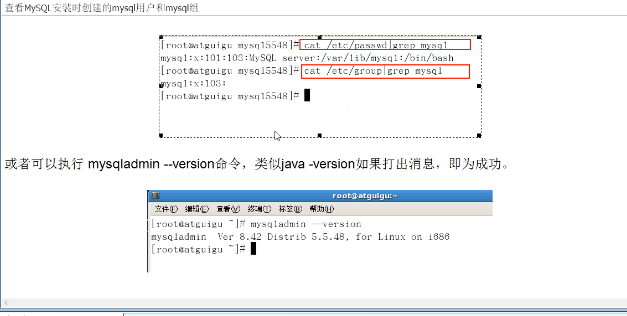 查看MySQL安装时创建的mysql用户和mysql组
[root@atguigu mysql5548]# cat /etc/passwd|grep mysql
mysql:x:101:103:MySQL server:/var/lib/mysql:/bin/bash
[root@atguigu mysql5548]# cat /etc/group|grep mysql
mysql:x:103:
[root@atguigu mysql5548]#
或者可以执行 mysqladmin --version命令，类似java -version如果打出消息，即为成功。
root@atguigu:~
文件(F) 编辑(E) 查看(V) 终端(T) 标签(B) 帮助(H)
[root@atguigu ~]# mysqladmin --version
mysqladmin Ver 8.42 Distrib 5.5.48, for Linux on i686
[root@atguigu ~]#